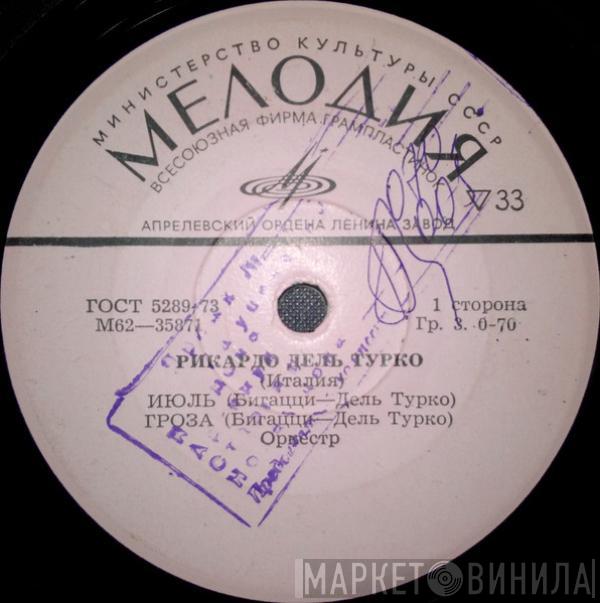 МИНИСТЕРСТВО КУЛЬТУРЫ СССР
МЕЛОДИЯ
ВСЕСОЮЗНАЯ ФИРМА ГРАМПЛАСТИНОК
33
АПРЕЛЕВСКИЙ ОРДЕНА ЛЕНИНА ЗАВОД
ГОСТ 5289-73
М62—35871
1 сторона
Гр. 3. 0-70
РИКАРДО ДЕЛЬ ТУРКО
(Италия)
ИЮЛЬ (Бигацци—Дель Турко)
ГРОЗА (Бигацци—Дель Турко)
Оркестр
МАРКЕТ ВИНИЛА